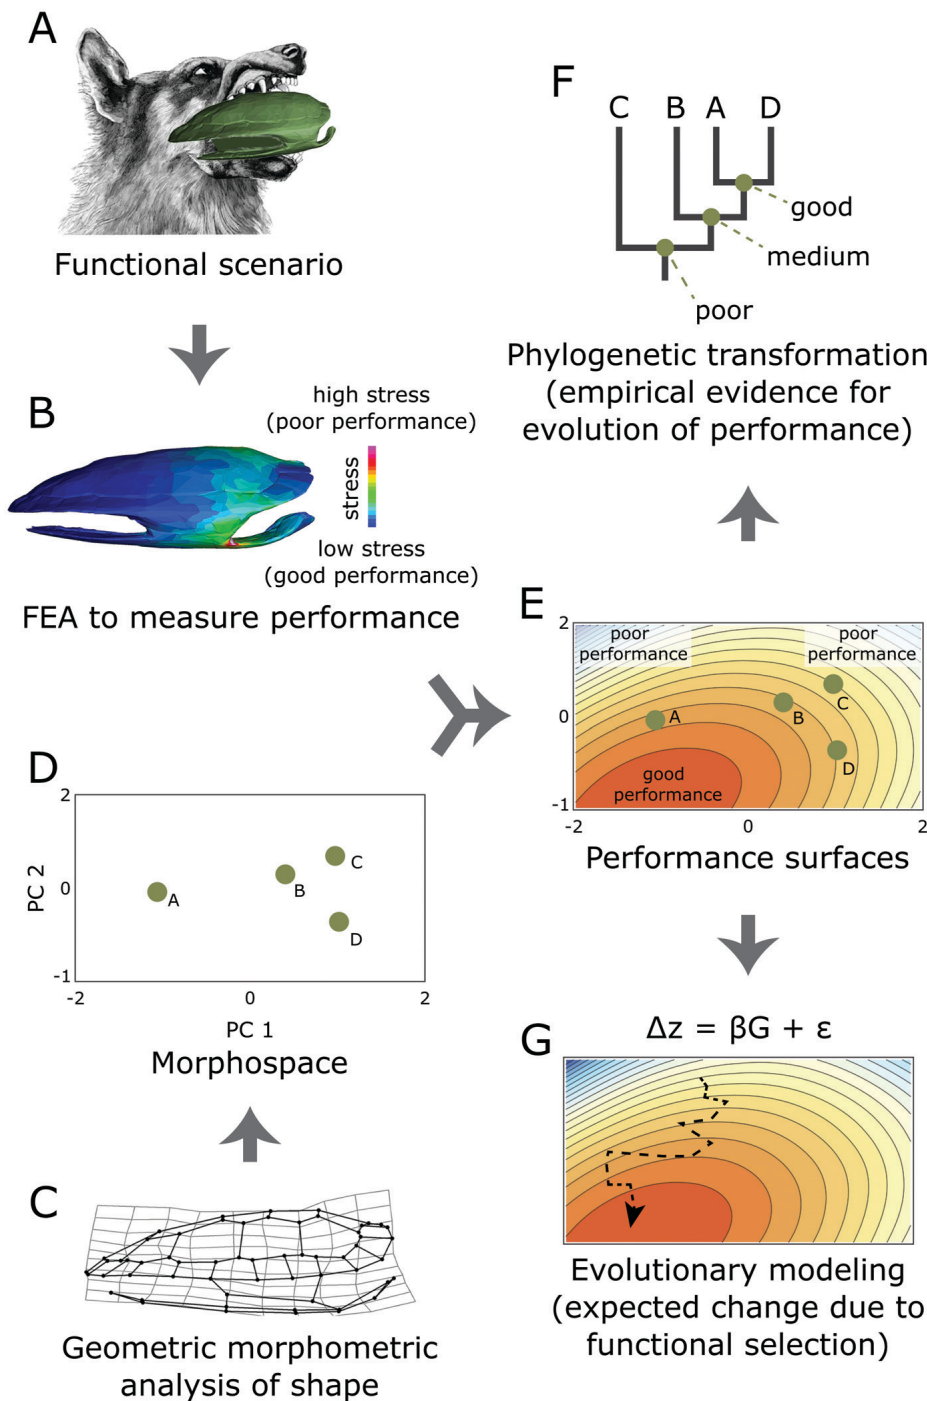 A
Functional scenario
B
high stress
(poor performance)
stress
low stress
(good performance)
FEA to measure performance
D
2
PC 2
0
-1
A
B
C
D
-2
0
2
PC 1
Morphospace
C
Geometric morphometric
analysis of shape
F
C B A D
good
medium
poor
Phylogenetic transformation
(empirical evidence for
evolution of performance)
E
2
0
-1
poor
performance
poor
performance
A
B
C
D
good
performance
-2
0
2
Performance surfaces
G
Δz = βG + ε
Evolutionary modeling
(expected change due to
functional selection)